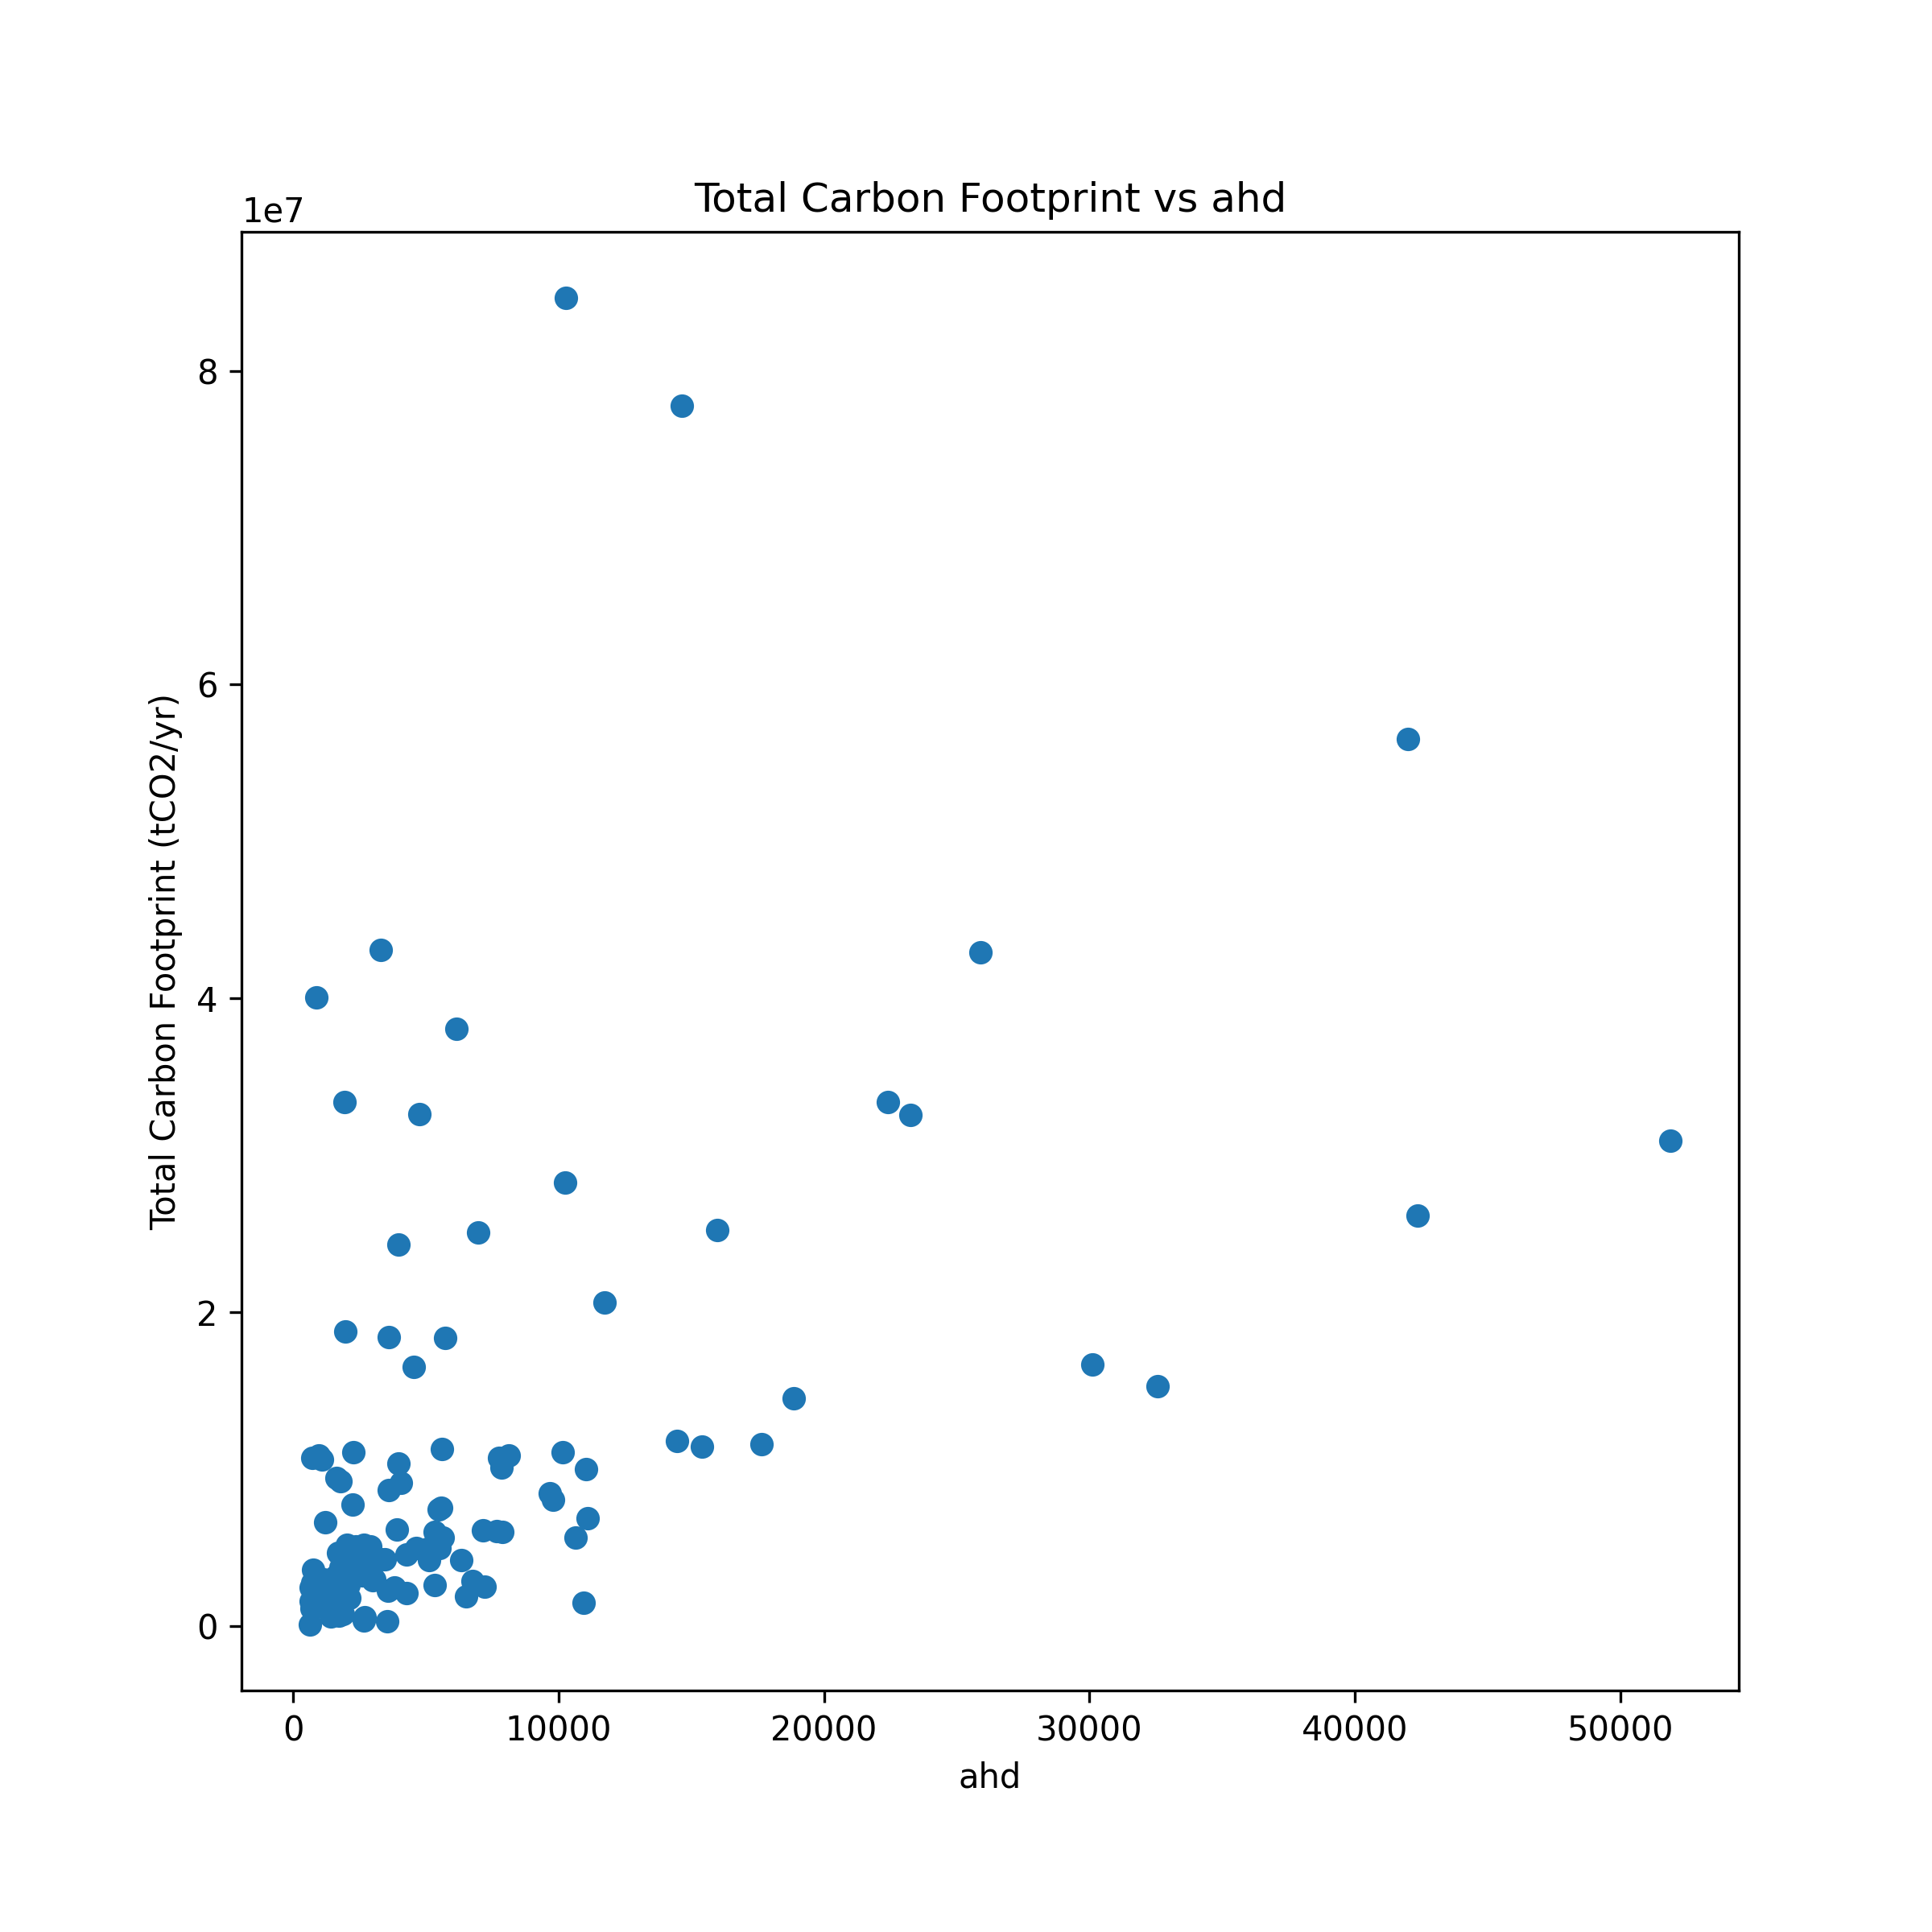 Total Carbon Footprint vs ahd
1e7
8
6
4
2
0
Total Carbon Footprint (tCO2/yr)
0 10000 20000 30000 40000 50000
ahd